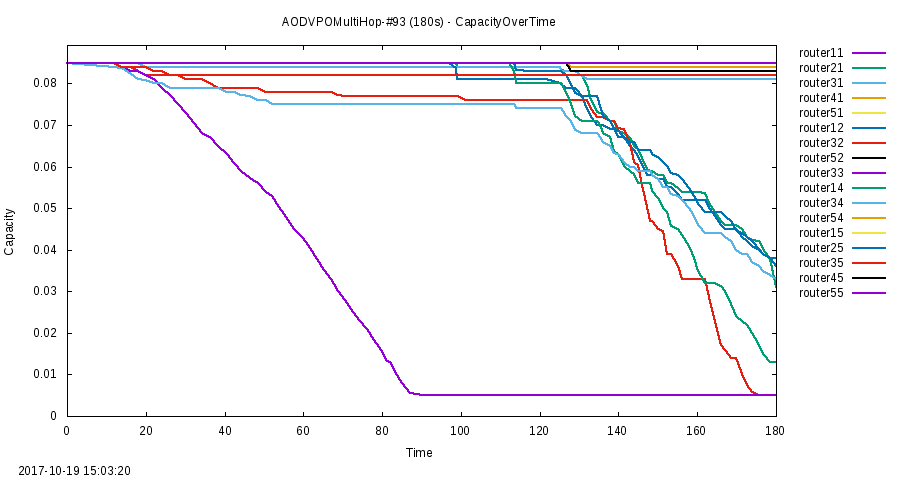 AODVPOMultiHop-#93 (180s) - CapacityOverTime
Capacity
0.08
0.07
0.06
0.05
0.04
0.03
0.02
0.01
0
0 20 40 60 80 100 120 140 160 180
Time
router11
router21
router31
router41
router51
router12
router32
router52
router33
router14
router34
router54
router15
router25
router35
router45
router55
2017-10-19 15:03:20